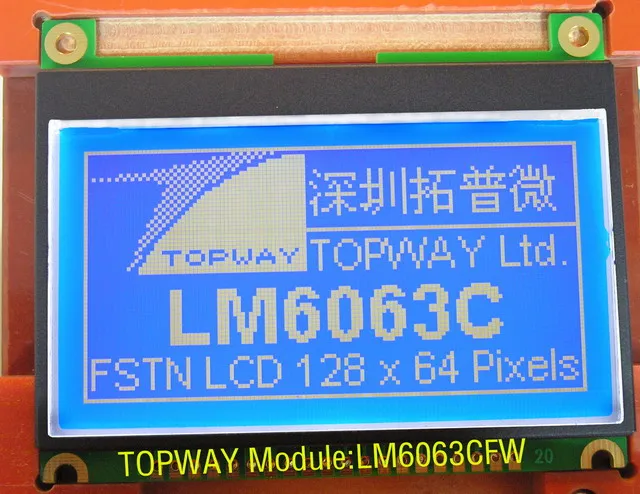 深圳拓普微
TOPWAY
TOPWAY Ltd.
LM6063C
FSTN LCD 128 x 64 Pixels
TOPWAY Module:LM6063CFW
20